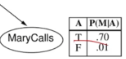 A P(M|A)
MaryCalls
T .70
F .01